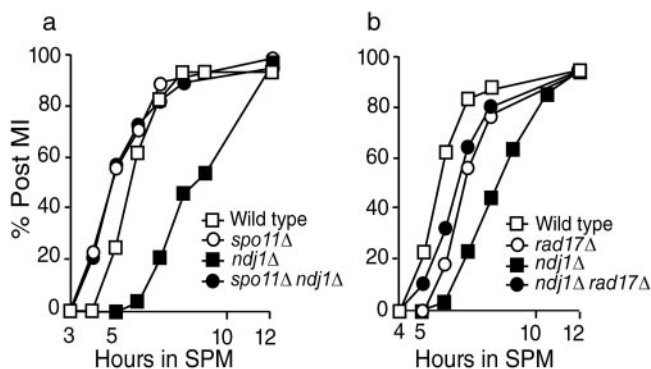 a
b
% Post MI
100
80
60
40
20
0
3
5
10
12
Hours in SPM
Wild type
spo11Δ
ndj1Δ
spo11Δ ndj1Δ
100
80
60
40
20
0
4
5
10
12
Hours in SPM
Wild type
rad17Δ
ndj1Δ
ndj1Δ rad17Δ